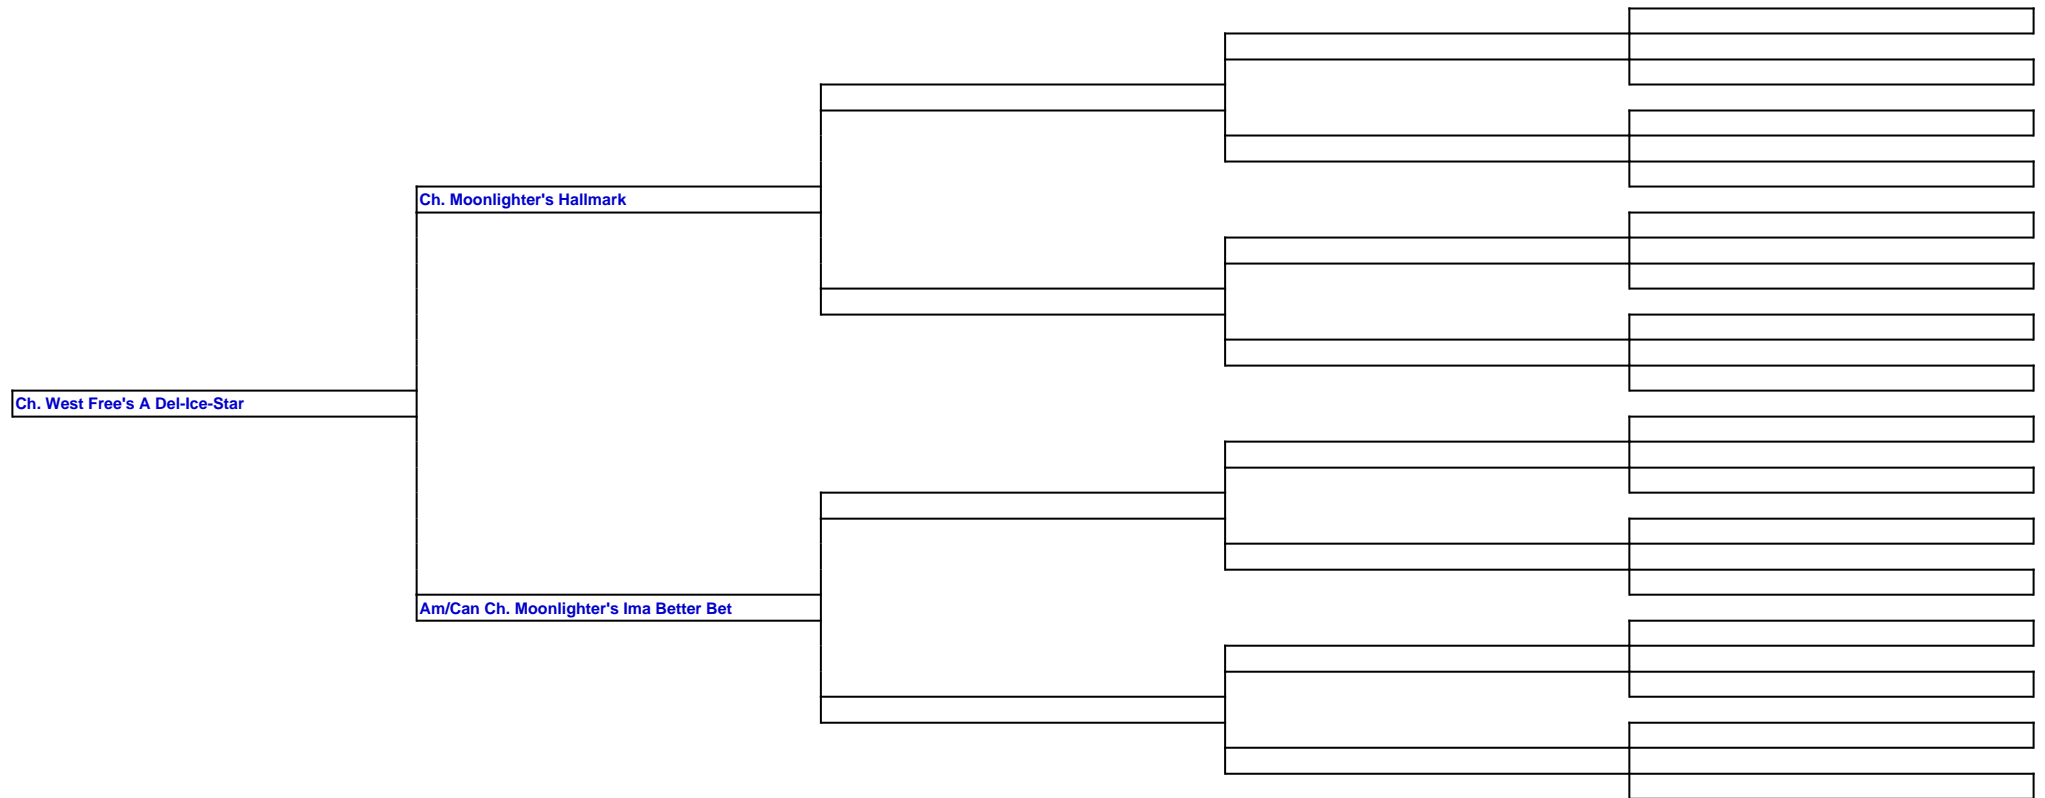 Ch. Moonlighter's Hallmark
Ch. West Free's A Del-Ice-Star
Am/Can Ch. Moonlighter's Ima Better Bet